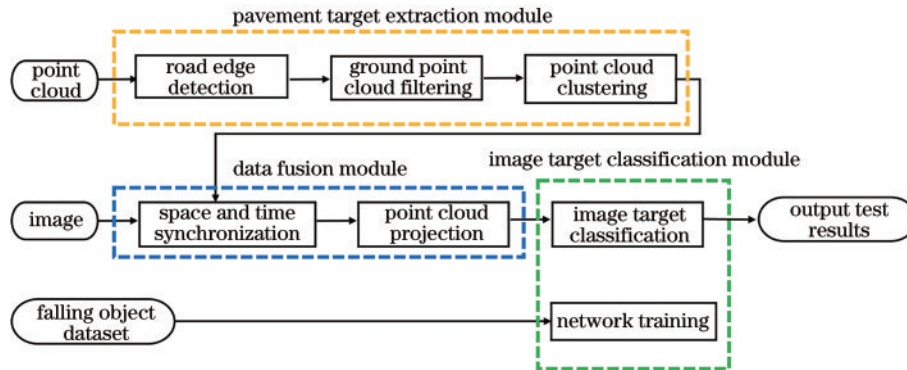 pavement target extraction module
point
cloud
road edge
detection
ground point
cloud filtering
point cloud
clustering
data fusion module
image target classification module
image
space and time
synchronization
point cloud
projection
image target
classification
output test
results
falling object
dataset
network training